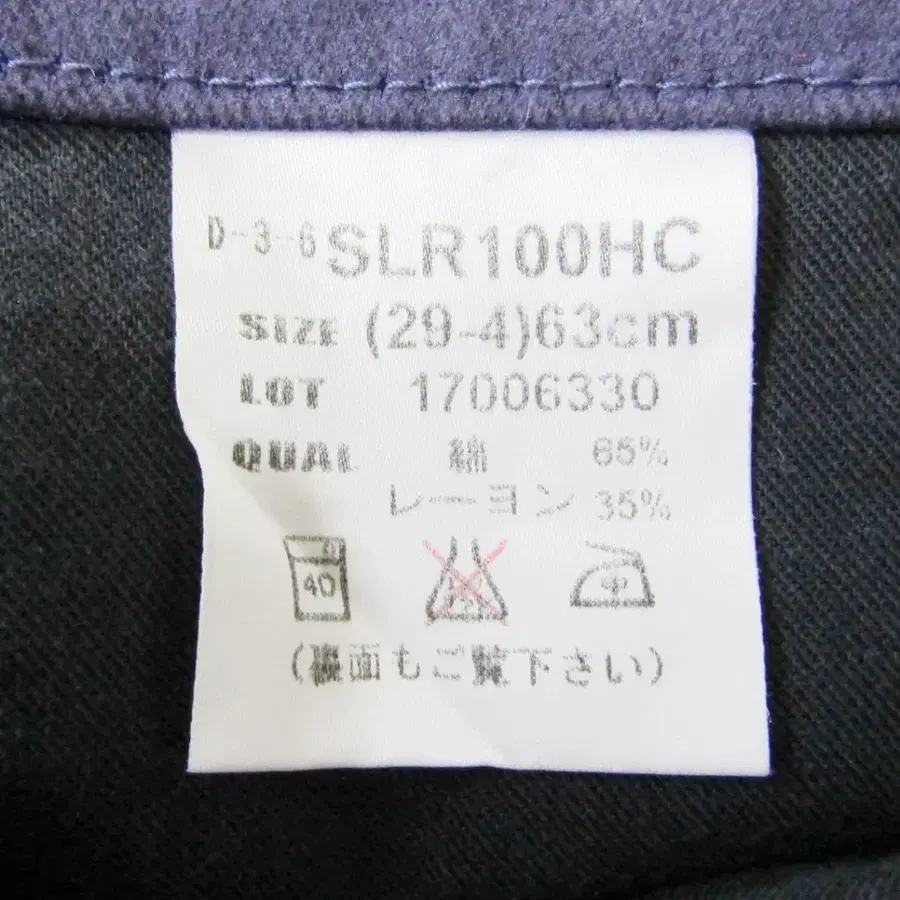 D-3-6 SLR100HC
SIZE (29-4)63cm
LOT 17006330
QUAL 綿 65%
レーヨン 35%
40
(裏面もご覧下さい)